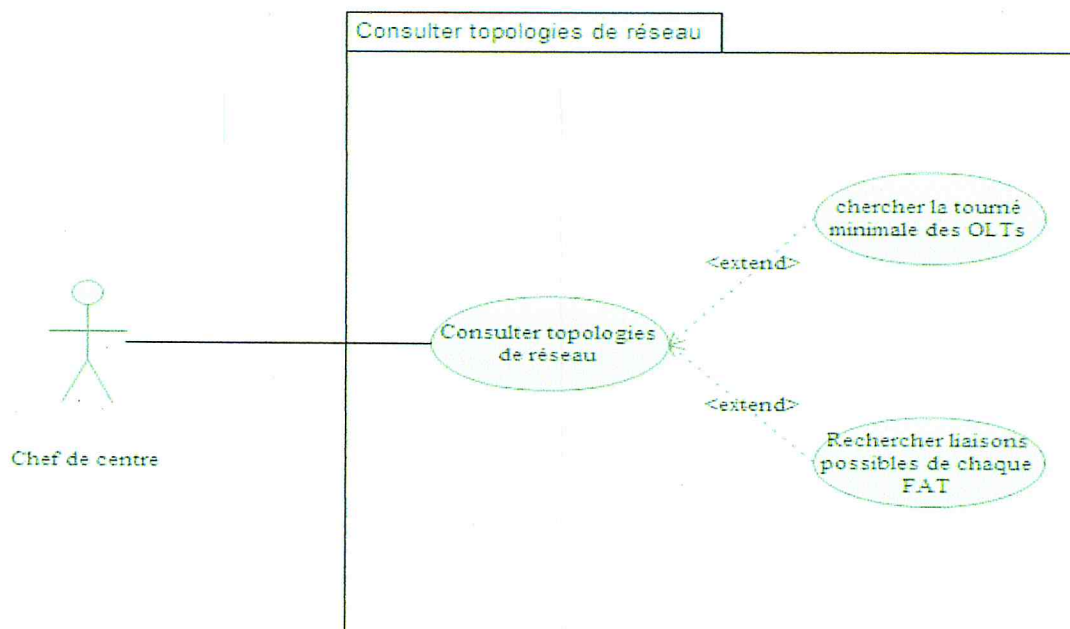 Consulter topologies de réseau
chercher la tourné
minimale des OLTs
<extend>
Consulter topologies
de réseau
<extend>
Rechercher liaisons
possibles de chaque
FAT
Chef de centre